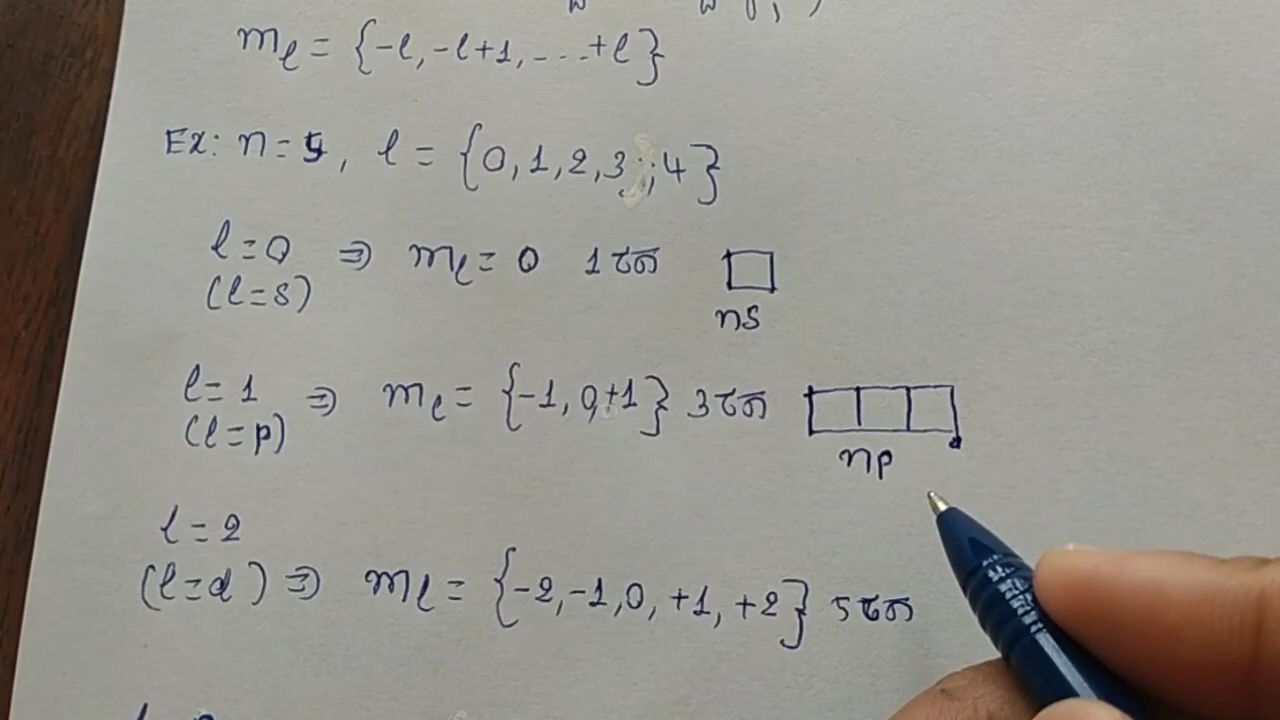 mℓ = {-ℓ, -ℓ+1, ... +ℓ}
Ex: n = 5, ℓ = {0, 1, 2, 3, 4}
ℓ = 0 ⇒ mℓ = 0 1
(ℓ = s)
ns
ℓ = 1 ⇒ mℓ = {-1, 0, +1} 3
(ℓ = p)
np
ℓ = 2
(ℓ = d) ⇒ mℓ = {-2, -1, 0, +1, +2} 5